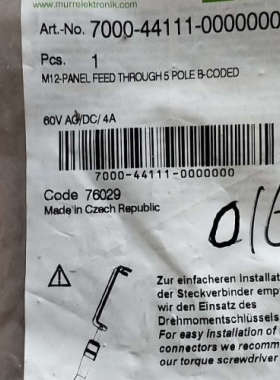 www.murrelektronik.com
Art.-No. 7000-44111-0000000
Pcs. 1
M12-PANEL FEED THROUGH 5 POLE B-CODED
60V AC/DC/ 4A
7000-44111-0000000
Code 76029
Made in Czech Republic
Zur einfacheren Installat
der Steckverbinder emp
wir den Einsatz des
Drehmomentschlüssels
For easy installation of
connectors we recomm
our torque screwdriver